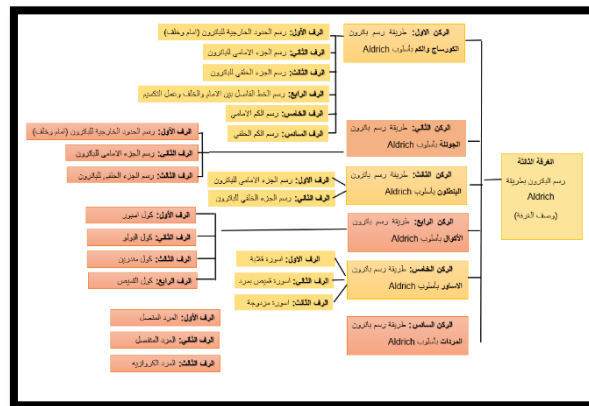 الغرفة الثالثة
رسم الباترون بطريقة
Aldrich
(وصف الغرفة)
الركن الأول: طريقة رسم باترون
الكورساج والكم بأسلوب Aldrich
الرف الأول: رسم الحدود الخارجية للباترون (امام وخلف)
الرف الثاني: رسم الجزء الامامي للباترون
الرف الثالث: رسم الجزء الخلفي للباترون
الرف الرابع: رسم الخط الفاصل بين الامام والخلف وعمل التكسيم
الرف الخامس: رسم الكم الامامي
الرف السادس: رسم الكم الخلفي
الركن الثاني: طريقة رسم باترون
الجونلة بأسلوب Aldrich
الرف الأول: رسم الحدود الخارجية للباترون (امام وخلف)
الرف الثاني: رسم الجزء الامامي للباترون
الرف الثالث: رسم الجزء الخلفي للباترون
الركن الثالث: طريقة رسم باترون
البنطلون بأسلوب Aldrich
الرف الأول: رسم الجزء الامامي للباترون
الرف الثاني: رسم الجزء الخلفي للباترون
الركن الرابع: طريقة رسم باترون
الأكوال بأسلوب Aldrich
الرف الأول: كول اسبور
الرف الثاني: كول البولو
الرف الثالث: كول مندرين
الرف الرابع: كول القميص
الركن الخامس: طريقة رسم باترون
الاساور بأسلوب Aldrich
الرف الأول: اسورة قلابة
الرف الثاني: اسورة قميص بمرد
الرف الثالث: اسورة مزدوجة
الركن السادس: طريقة رسم باترون
المردات بأسلوب Aldrich
الرف الأول: المرد المتصل
الرف الثاني: المرد المنفصل
الرف الثالث: المرد الكروازيه